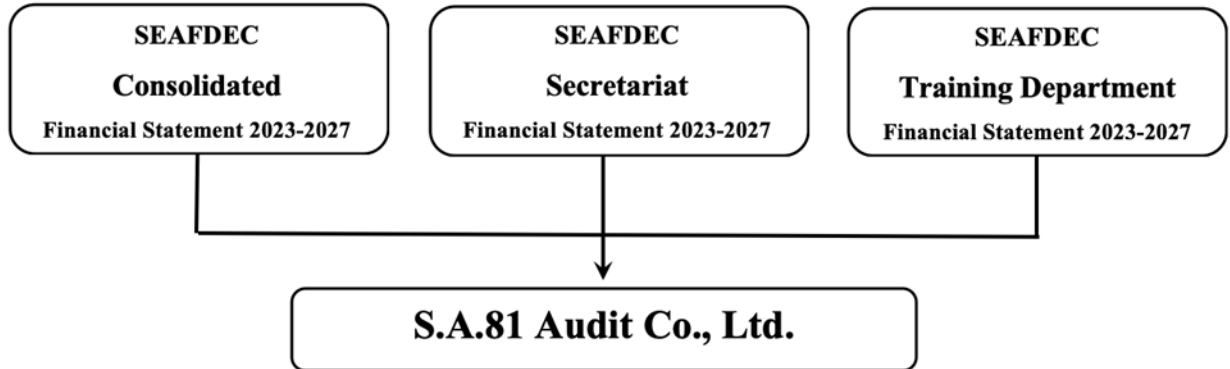 SEAFDEC
Consolidated
Financial Statement 2023-2027
SEAFDEC
Secretariat
Financial Statement 2023-2027
SEAFDEC
Training Department
Financial Statement 2023-2027
S.A.81 Audit Co., Ltd.